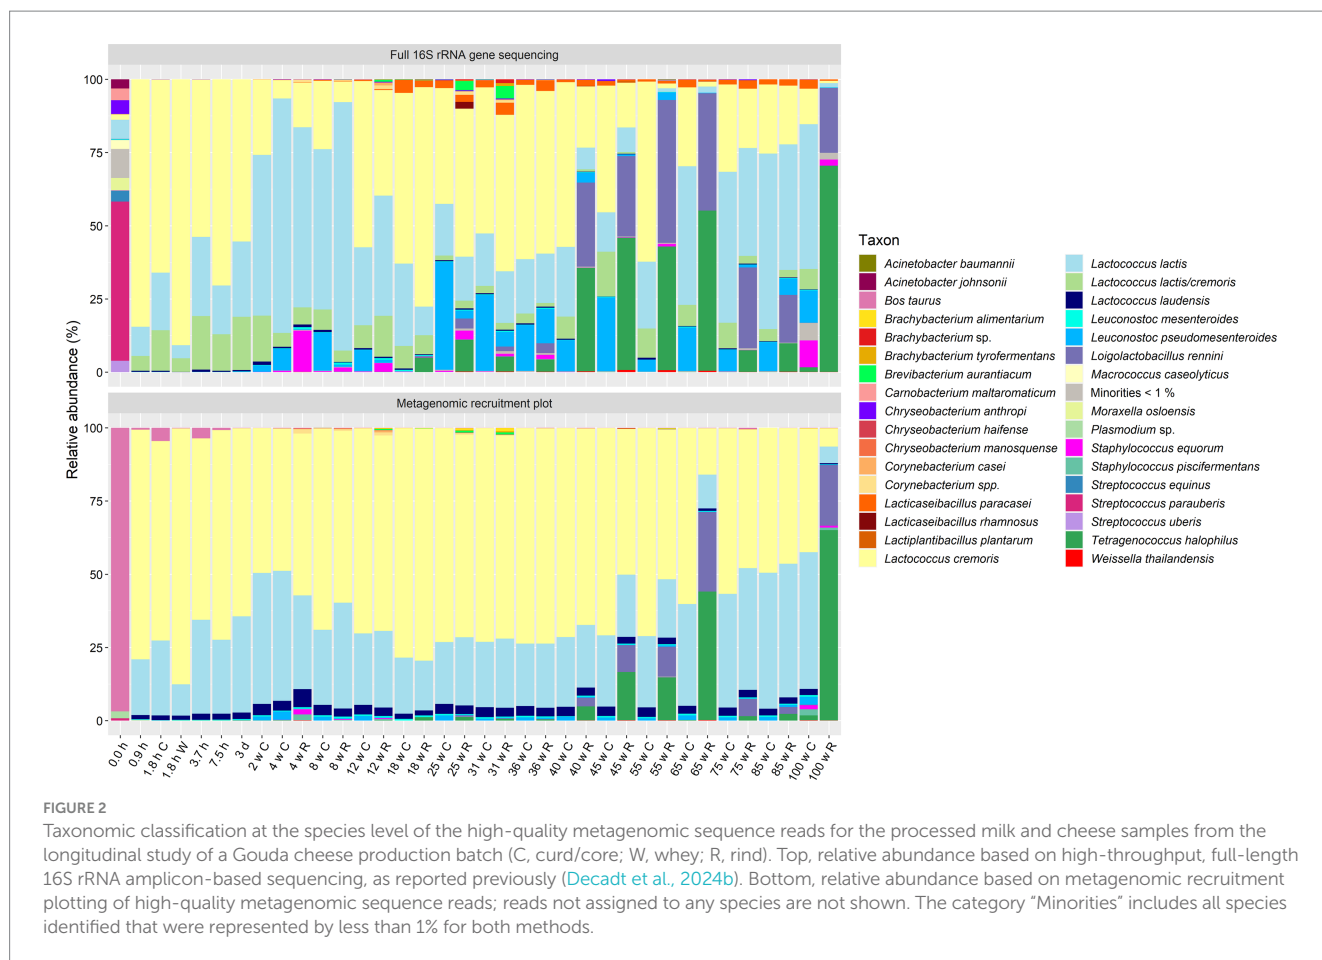 Full 16S rRNA gene sequencing
100
75
50
25
0
Metagenomic recruitment plot
100
75
50
25
0
Relative abundance (%)
0.0 h
0.9 h
1.8 h C
1.8 h W
3.7 h
7.5 h
3 d
2 w C
4 w C
4 w R
8 w C
8 w R
12 w C
12 w R
18 w C
18 w R
25 w C
25 w R
31 w C
31 w R
36 w C
36 w R
40 w C
40 w R
45 w C
45 w R
55 w C
55 w R
65 w C
65 w R
75 w C
75 w R
85 w C
85 w R
100 w C
100 w R
Taxon
Acinetobacter baumannii
Acinetobacter johnsonii
Bos taurus
Brachybacterium alimentarium
Brachybacterium sp.
Brachybacterium tyrofermentans
Brevibacterium aurantiacum
Carnobacterium maltaromaticum
Chryseobacterium anthropi
Chryseobacterium haifense
Chryseobacterium manosquense
Corynebacterium casei
Corynebacterium spp.
Lacticaseibacillus paracasei
Lacticaseibacillus rhamnosus
Lactiplantibacillus plantarum
Lactococcus cremoris
Lactococcus lactis
Lactococcus lactis/cremoris
Lactococcus laudensis
Leuconostoc mesenteroides
Leuconostoc pseudomesenteroides
Loigolactobacillus rennini
Macrococcus caseolyticus
Minorities < 1 %
Moraxella osloensis
Plasmodium sp.
Staphylococcus equorum
Staphylococcus piscifermentans
Streptococcus equinus
Streptococcus parauberis
Streptococcus uberis
Tetragenococcus halophilus
Weissella thailandensis
FIGURE 2
Taxonomic classification at the species level of the high-quality metagenomic sequence reads for the processed milk and cheese samples from the
longitudinal study of a Gouda cheese production batch (C, curd/core; W, whey; R, rind). Top, relative abundance based on high-throughput, full-length
16S rRNA amplicon-based sequencing, as reported previously (Decadt et al., 2024b). Bottom, relative abundance based on metagenomic recruitment
plotting of high-quality metagenomic sequence reads; reads not assigned to any species are not shown. The category “Minorities” includes all species
identified that were represented by less than 1% for both methods.